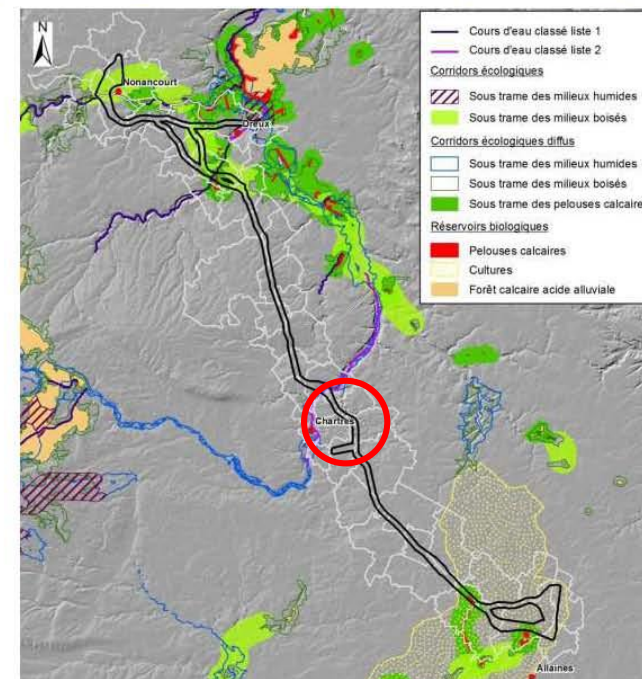 N
Nonancourt
Dreux
Chartres
Allaines
Cours d'eau classé liste 1
Cours d'eau classé liste 2
Corridors écologiques
Sous trame des milieux humides
Sous trame des milieux boisés
Corridors écologiques diffus
Sous trame des milieux humides
Sous trame des milieux boisés
Sous trame des pelouses calcaire
Réservoirs biologiques
Pelouses calcaires
Cultures
Forêt calcaire acide alluviale